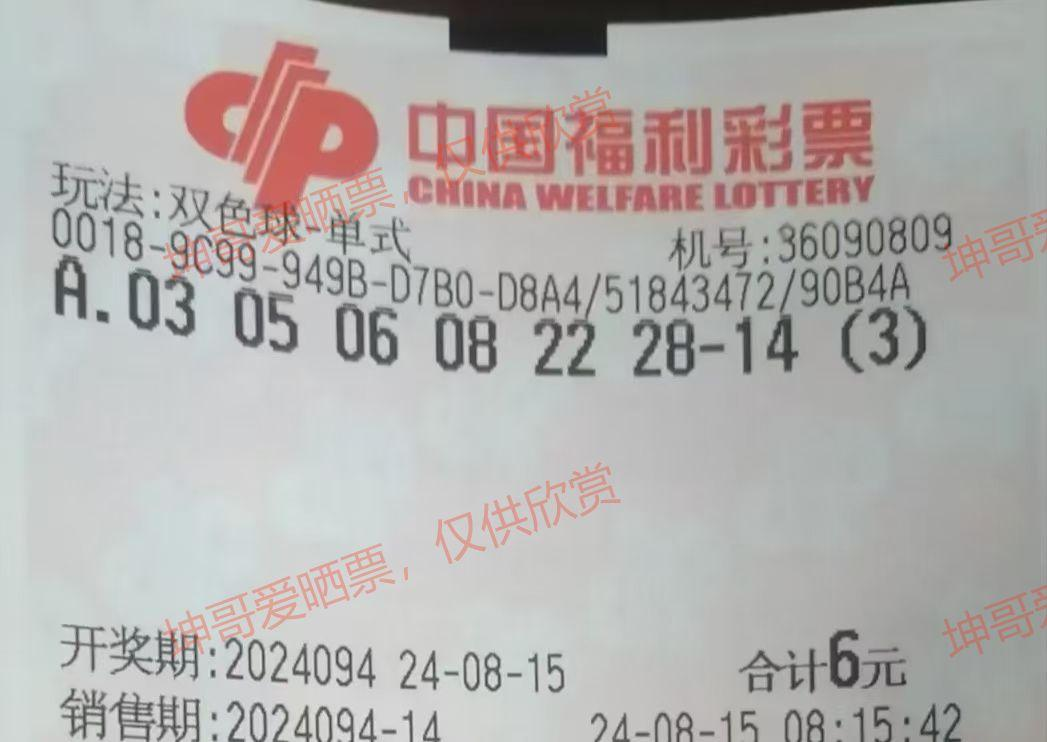 中国福利彩票
CHINA WELFARE LOTTERY
玩法:双色球-单式
机号:36090809
0018-9C99-949B-D7B0-D8A4/51843472/90B4A
A.03 05 06 08 22 28-14 (3)
坤哥爱晒票，仅供欣赏
坤哥爱
坤哥爱晒票，仅供欣赏
坤哥爱
开奖期:2024094 24-08-15
合计6元
销售期:2024094-14
24-08-15 08:15:42